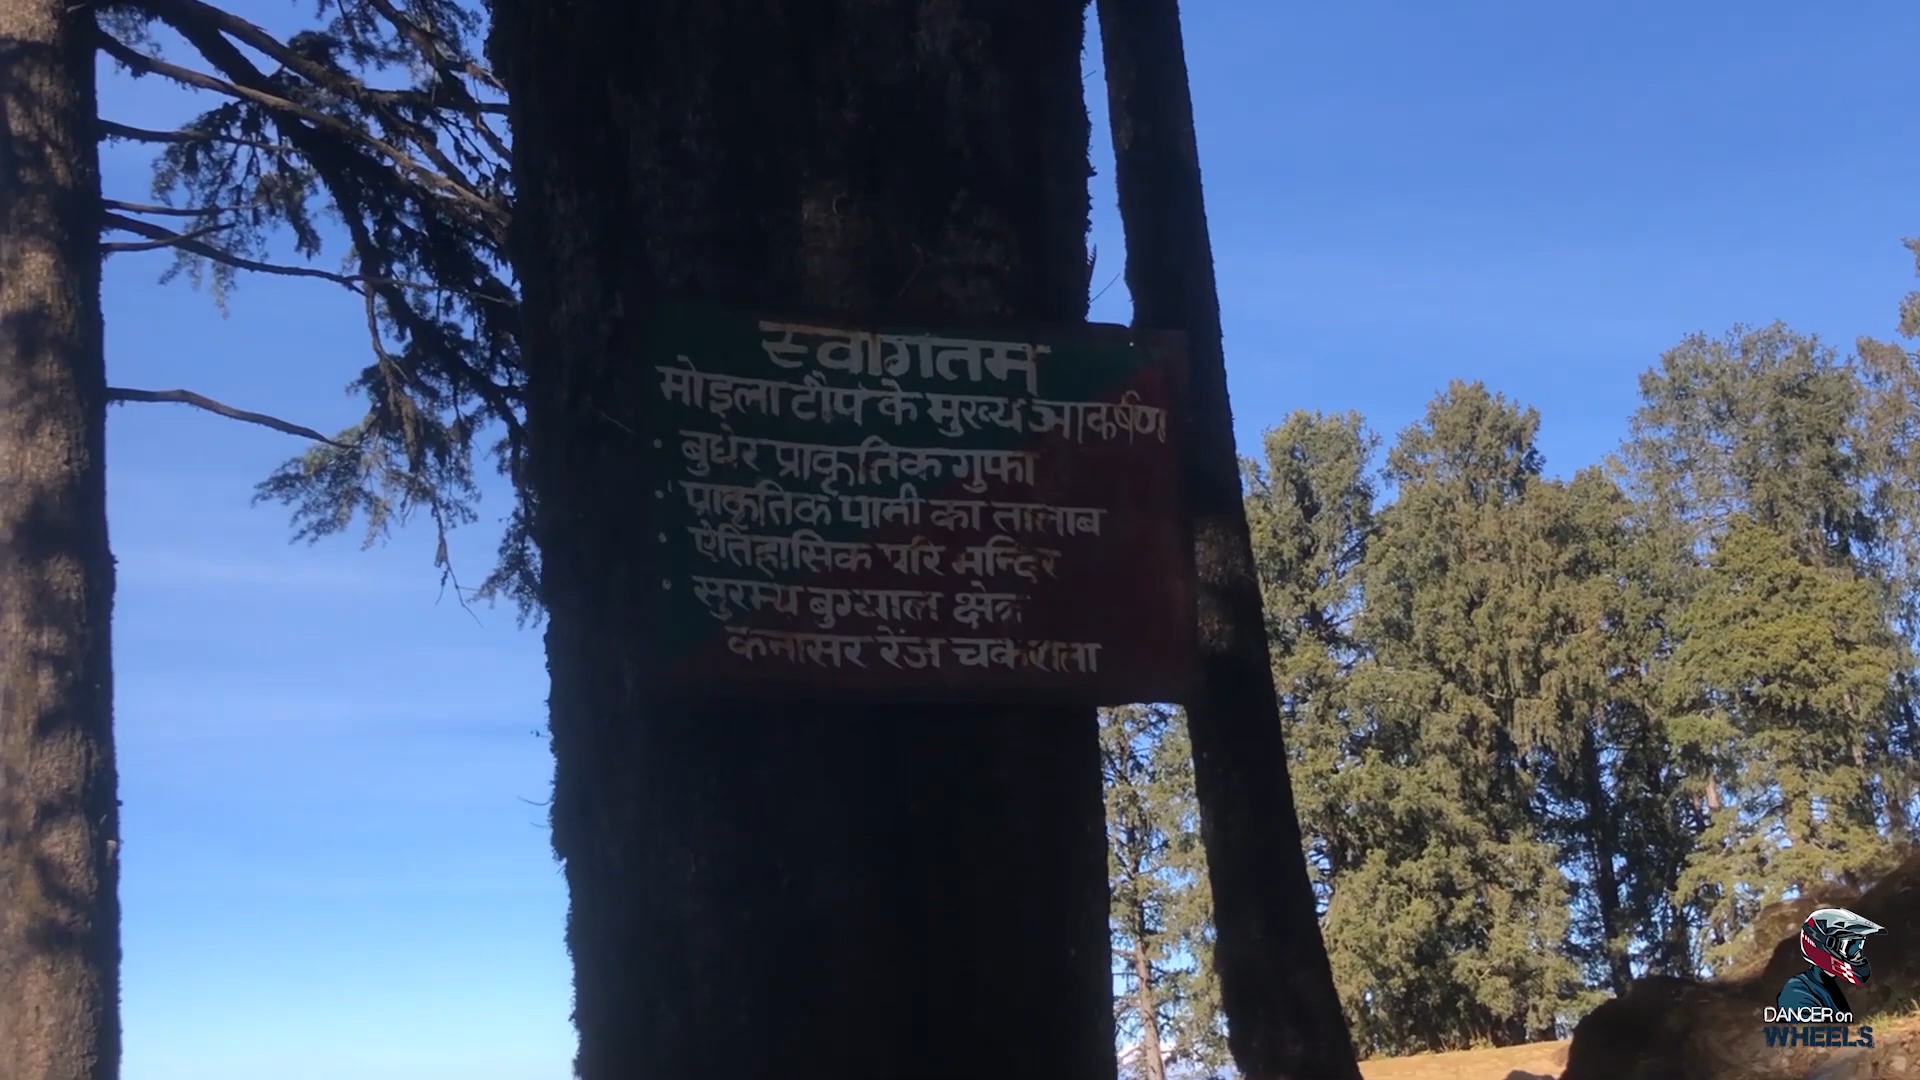 स्वागतम्
मोइला टौप के मुख्य आकर्षण
• बुधेर प्राकृतिक गुफा
• प्राकृतिक पानी का तालाब
• ऐतिहासिक परि मन्दिर
• सुरम्य बुग्याल क्षेत्र
कनासर रेंज चकराता
DANCER on
WHEELS